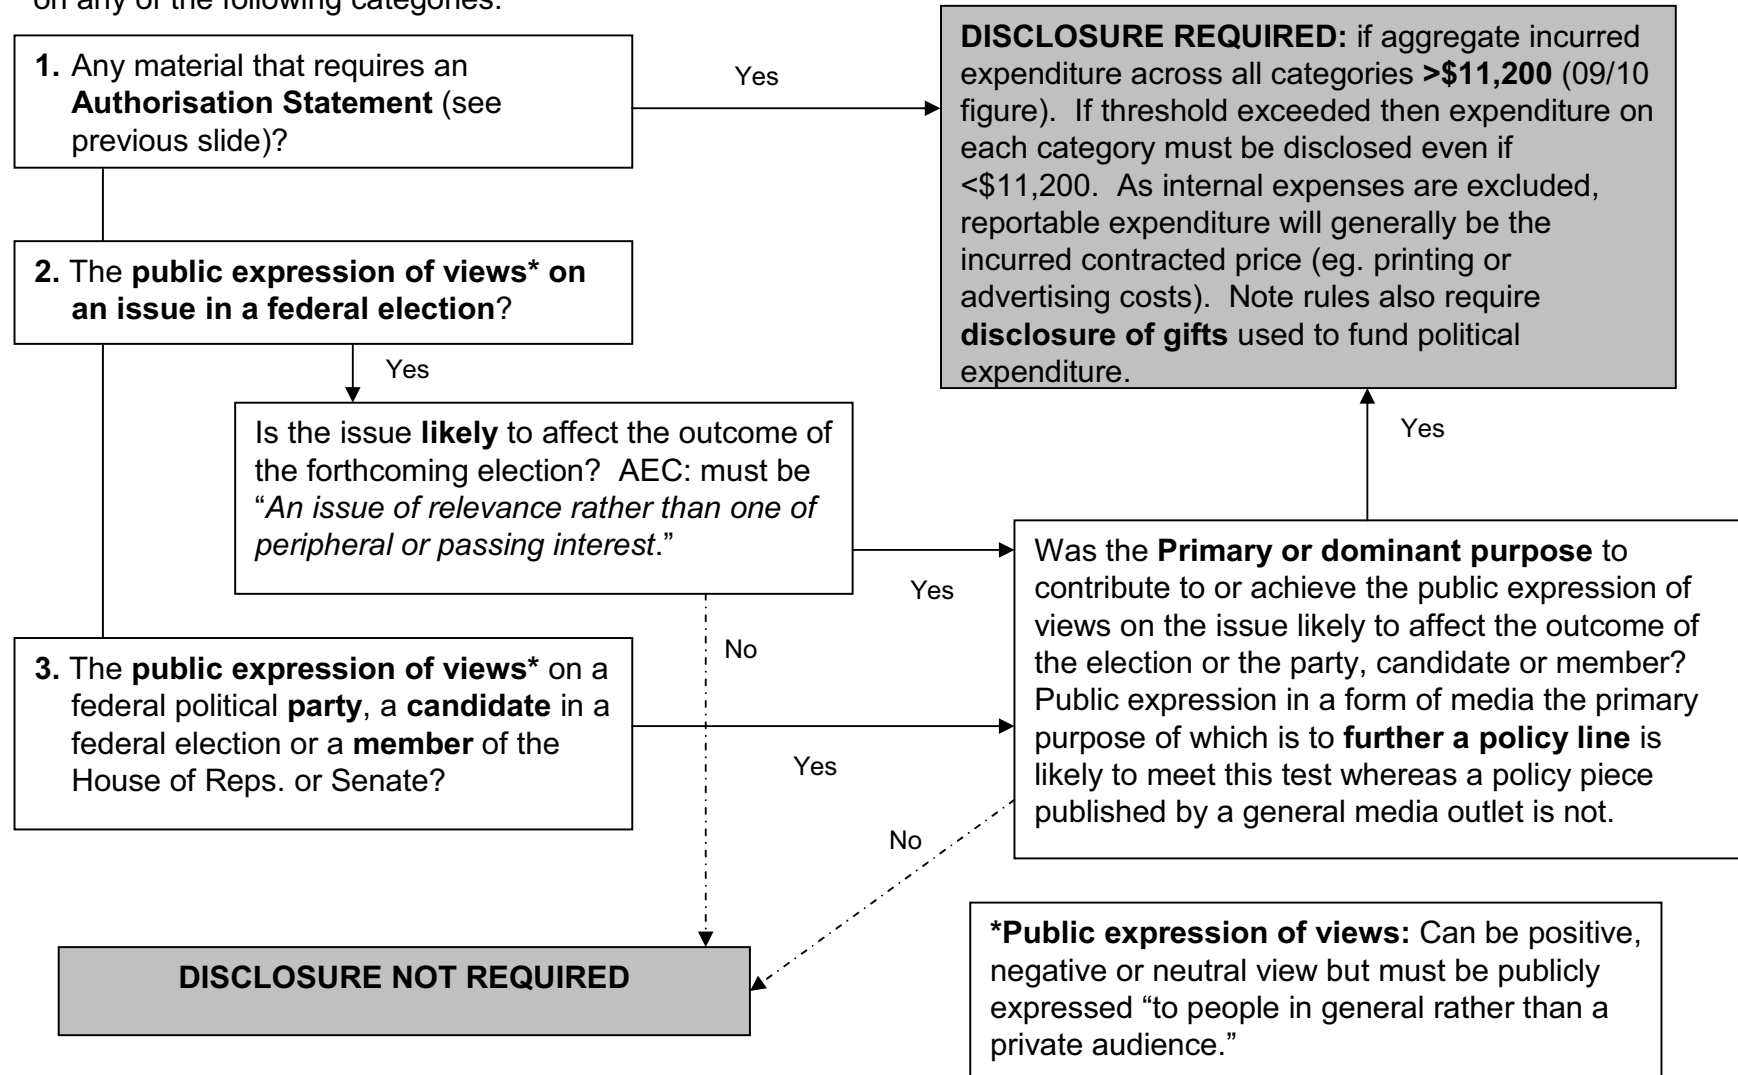 on any of the following categories:
1. Any material that requires an
Authorisation Statement (see
previous slide)?
Yes
DISCLOSURE REQUIRED: if aggregate incurred
expenditure across all categories >$11,200 (09/10
figure).  If threshold exceeded then expenditure on
each category must be disclosed even if
<$11,200.  As internal expenses are excluded,
reportable expenditure will generally be the
incurred contracted price (eg. printing or
advertising costs).  Note rules also require
disclosure of gifts used to fund political
expenditure.
2. The public expression of views* on
an issue in a federal election?
Yes
Is the issue likely to affect the outcome of
the forthcoming election?  AEC: must be
“An issue of relevance rather than one of
peripheral or passing interest.”
Yes
No
Yes
Was the Primary or dominant purpose to
contribute to or achieve the public expression of
views on the issue likely to affect the outcome of
the election or the party, candidate or member?
Public expression in a form of media the primary
purpose of which is to further a policy line is
likely to meet this test whereas a policy piece
published by a general media outlet is not.
3. The public expression of views* on a
federal political party, a candidate in a
federal election or a member of the
House of Reps. or Senate?
Yes
No
DISCLOSURE NOT REQUIRED
*Public expression of views: Can be positive,
negative or neutral view but must be publicly
expressed “to people in general rather than a
private audience.”